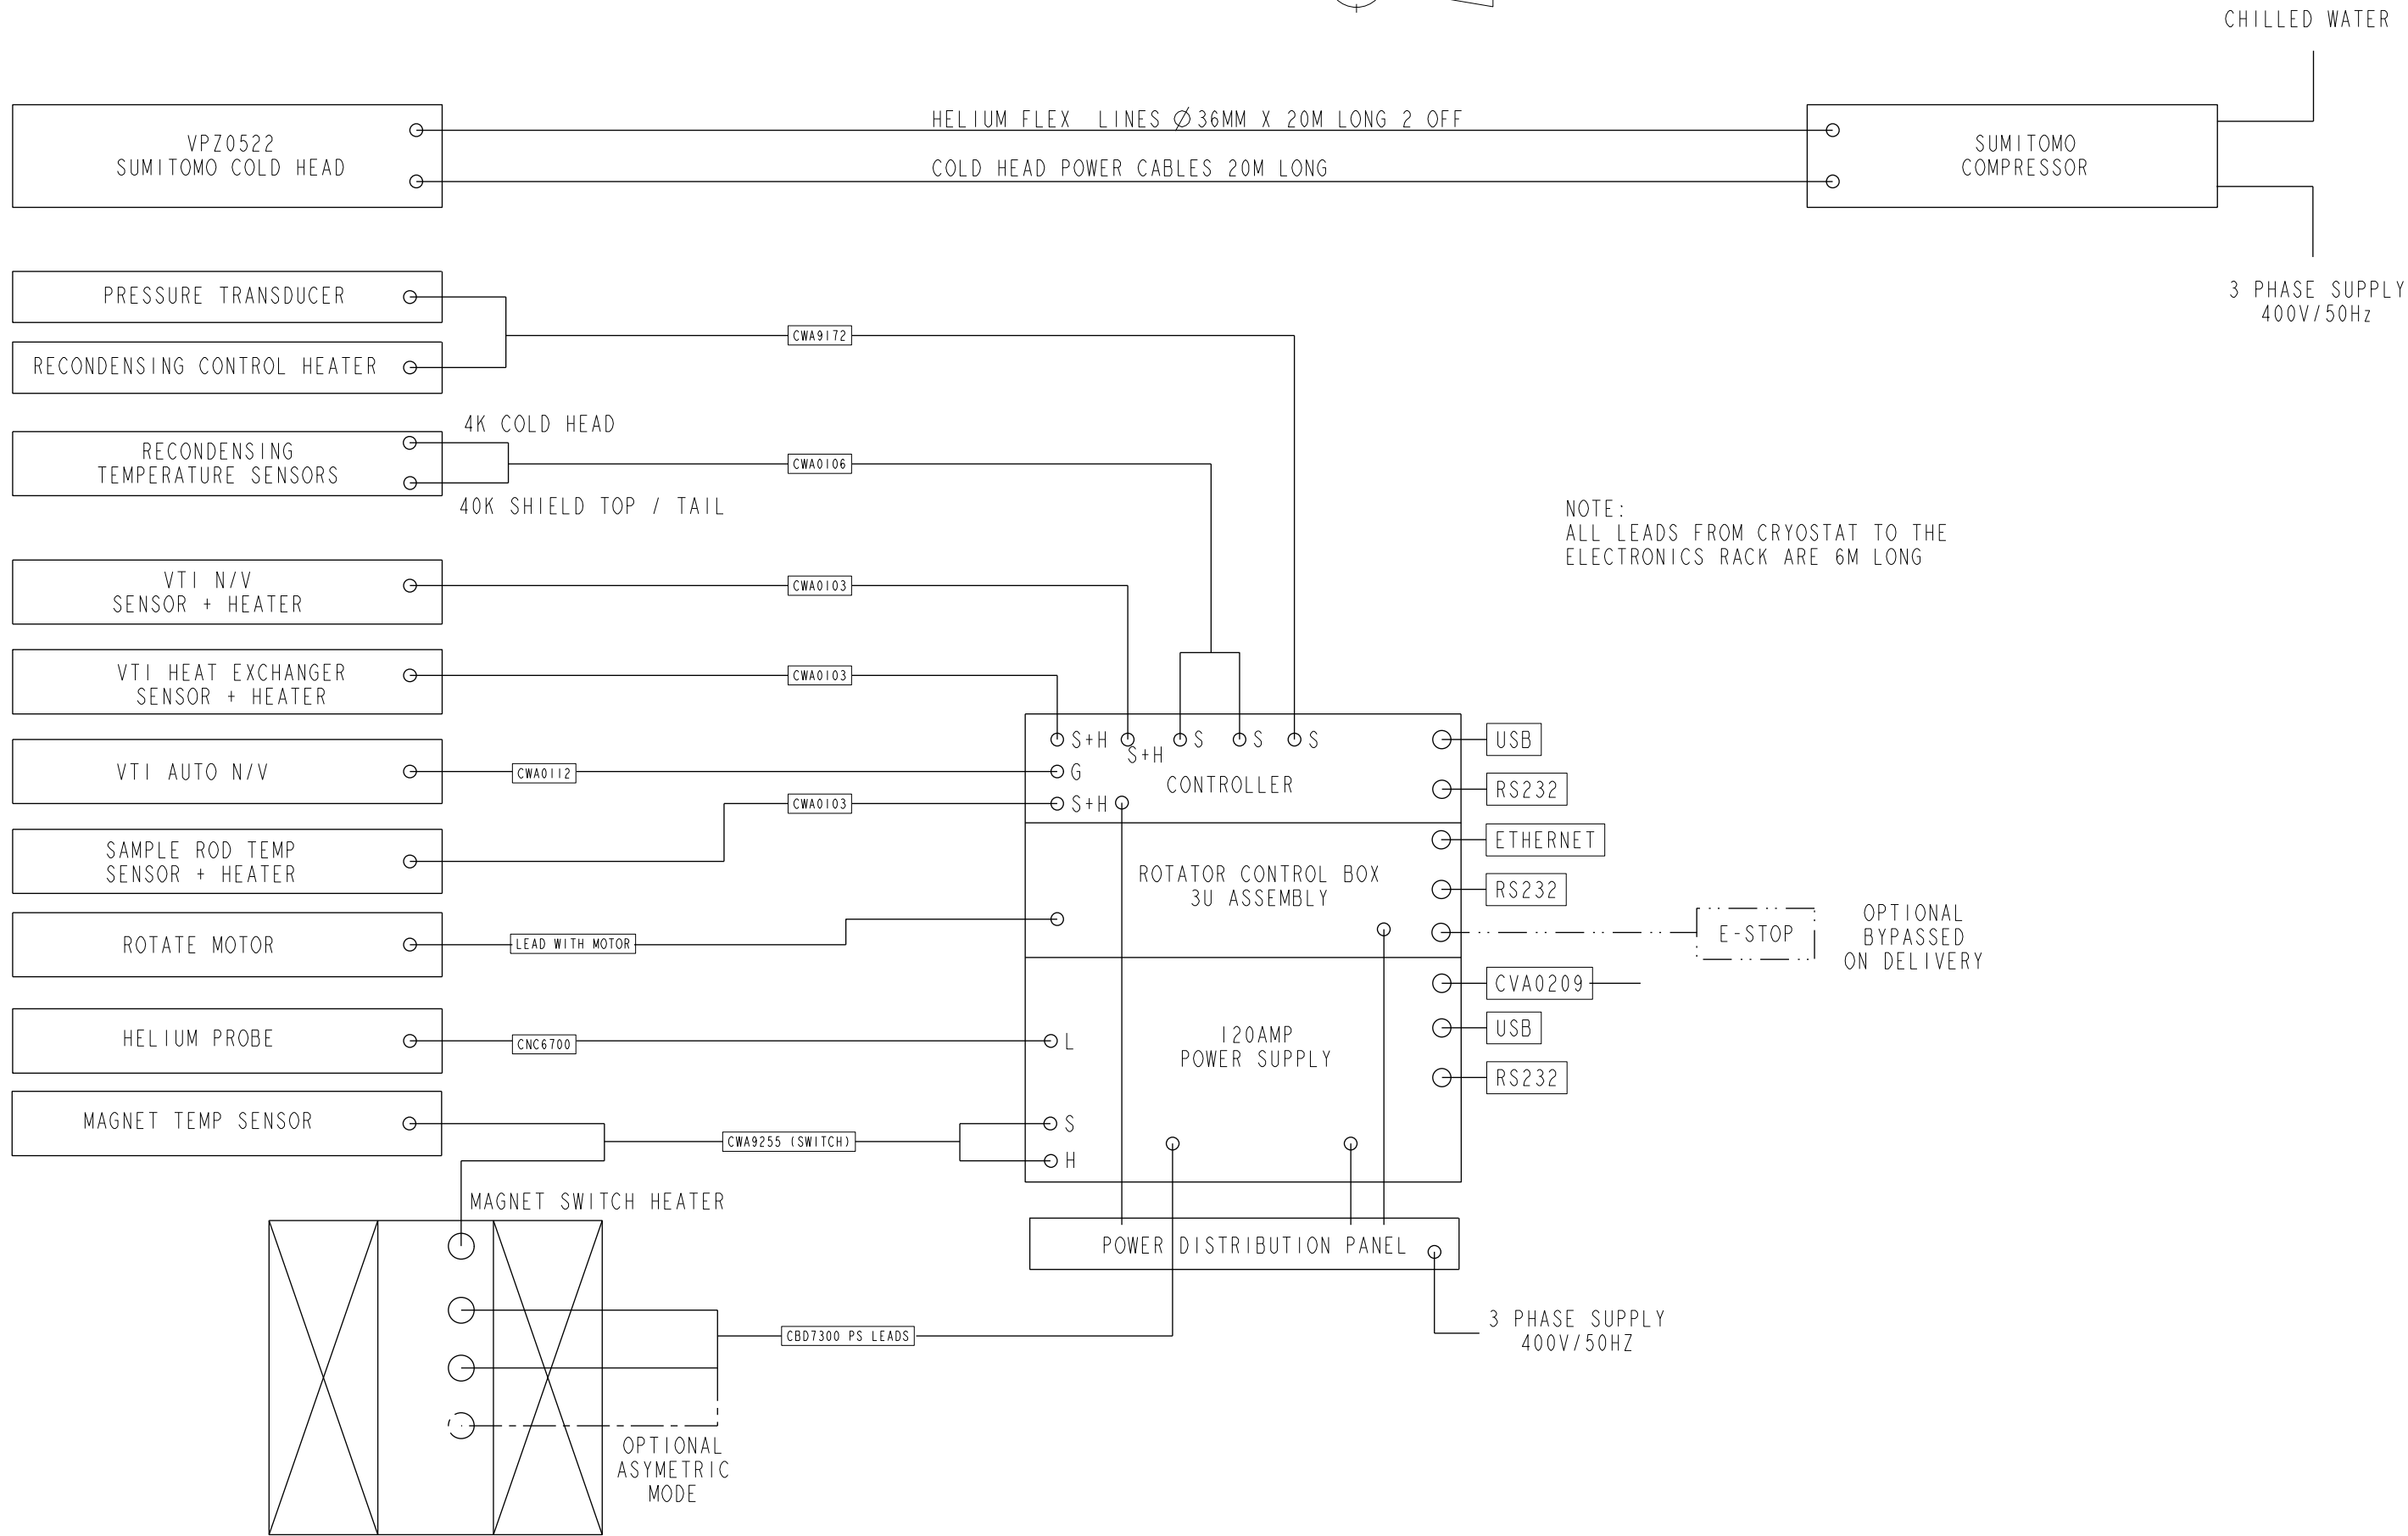 CHILLED WATER
VPZ0522
SUMITOMO COLD HEAD
HELIUM FLEX LINES Ø36MM X 20M LONG 2 OFF
COLD HEAD POWER CABLES 20M LONG
SUMITOMO
COMPRESSOR
3 PHASE SUPPLY
400V/50Hz
PRESSURE TRANSDUCER
CWA9172
RECONDENSING CONTROL HEATER
4K COLD HEAD
RECONDENSING
TEMPERATURE SENSORS
CWA0106
40K SHIELD TOP / TAIL
NOTE:
ALL LEADS FROM CRYOSTAT TO THE
ELECTRONICS RACK ARE 6M LONG
VTI N/V
SENSOR + HEATER
CWA0103
VTI HEAT EXCHANGER
SENSOR + HEATER
CWA0103
S+H
S+H
S
S
S
USB
VTI AUTO N/V
CWA0112
G
CONTROLLER
RS232
CWA0103
S+H
SAMPLE ROD TEMP
SENSOR + HEATER
ETHERNET
ROTATOR CONTROL BOX
3U ASSEMBLY
RS232
ROTATE MOTOR
LEAD WITH MOTOR
E-STOP
OPTIONAL
BYPASSED
ON DELIVERY
CVA0209
HELIUM PROBE
CNC6700
L
120AMP
POWER SUPPLY
USB
RS232
MAGNET TEMP SENSOR
CWA9255 (SWITCH)
S
H
MAGNET SWITCH HEATER
POWER DISTRIBUTION PANEL
CBD7300 PS LEADS
3 PHASE SUPPLY
400V/50HZ
OPTIONAL
ASYMETRIC
MODE